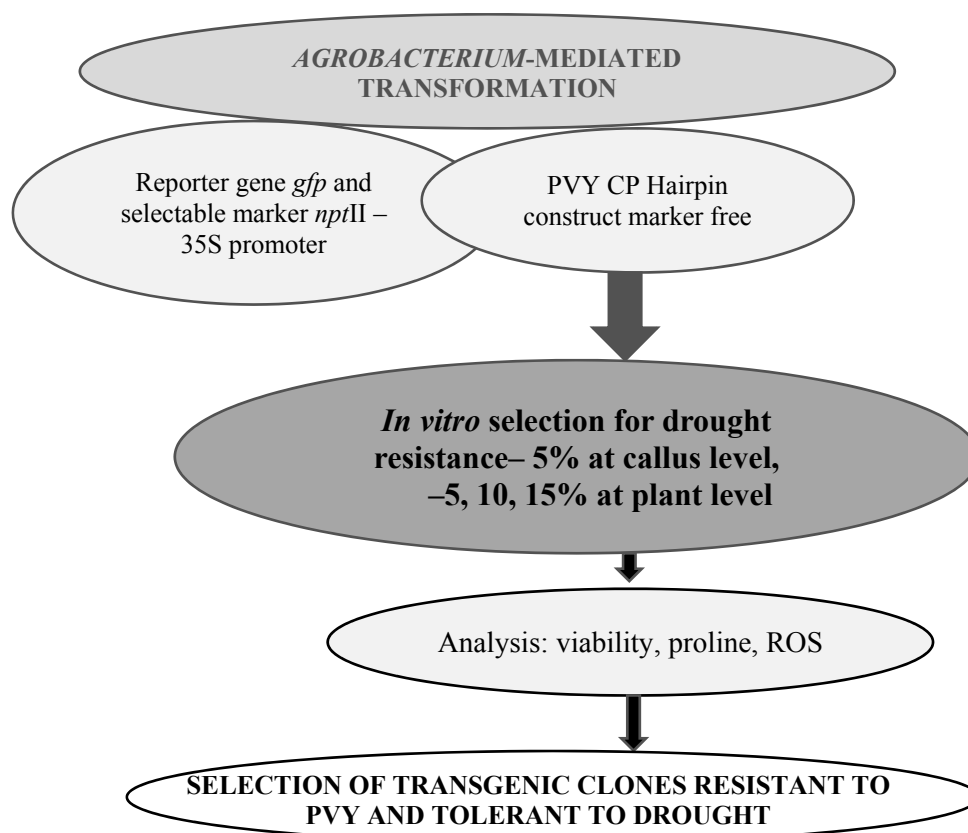 AGROBACTERIUM-MEDIATED
TRANSFORMATION
Reporter gene gfp and
selectable marker nptII –
35S promoter
PVY CP Hairpin
construct marker free
In vitro selection for drought
resistance– 5% at callus level,
–5, 10, 15% at plant level
Analysis: viability, proline, ROS
SELECTION OF TRANSGENIC CLONES RESISTANT TO
PVY AND TOLERANT TO DROUGHT